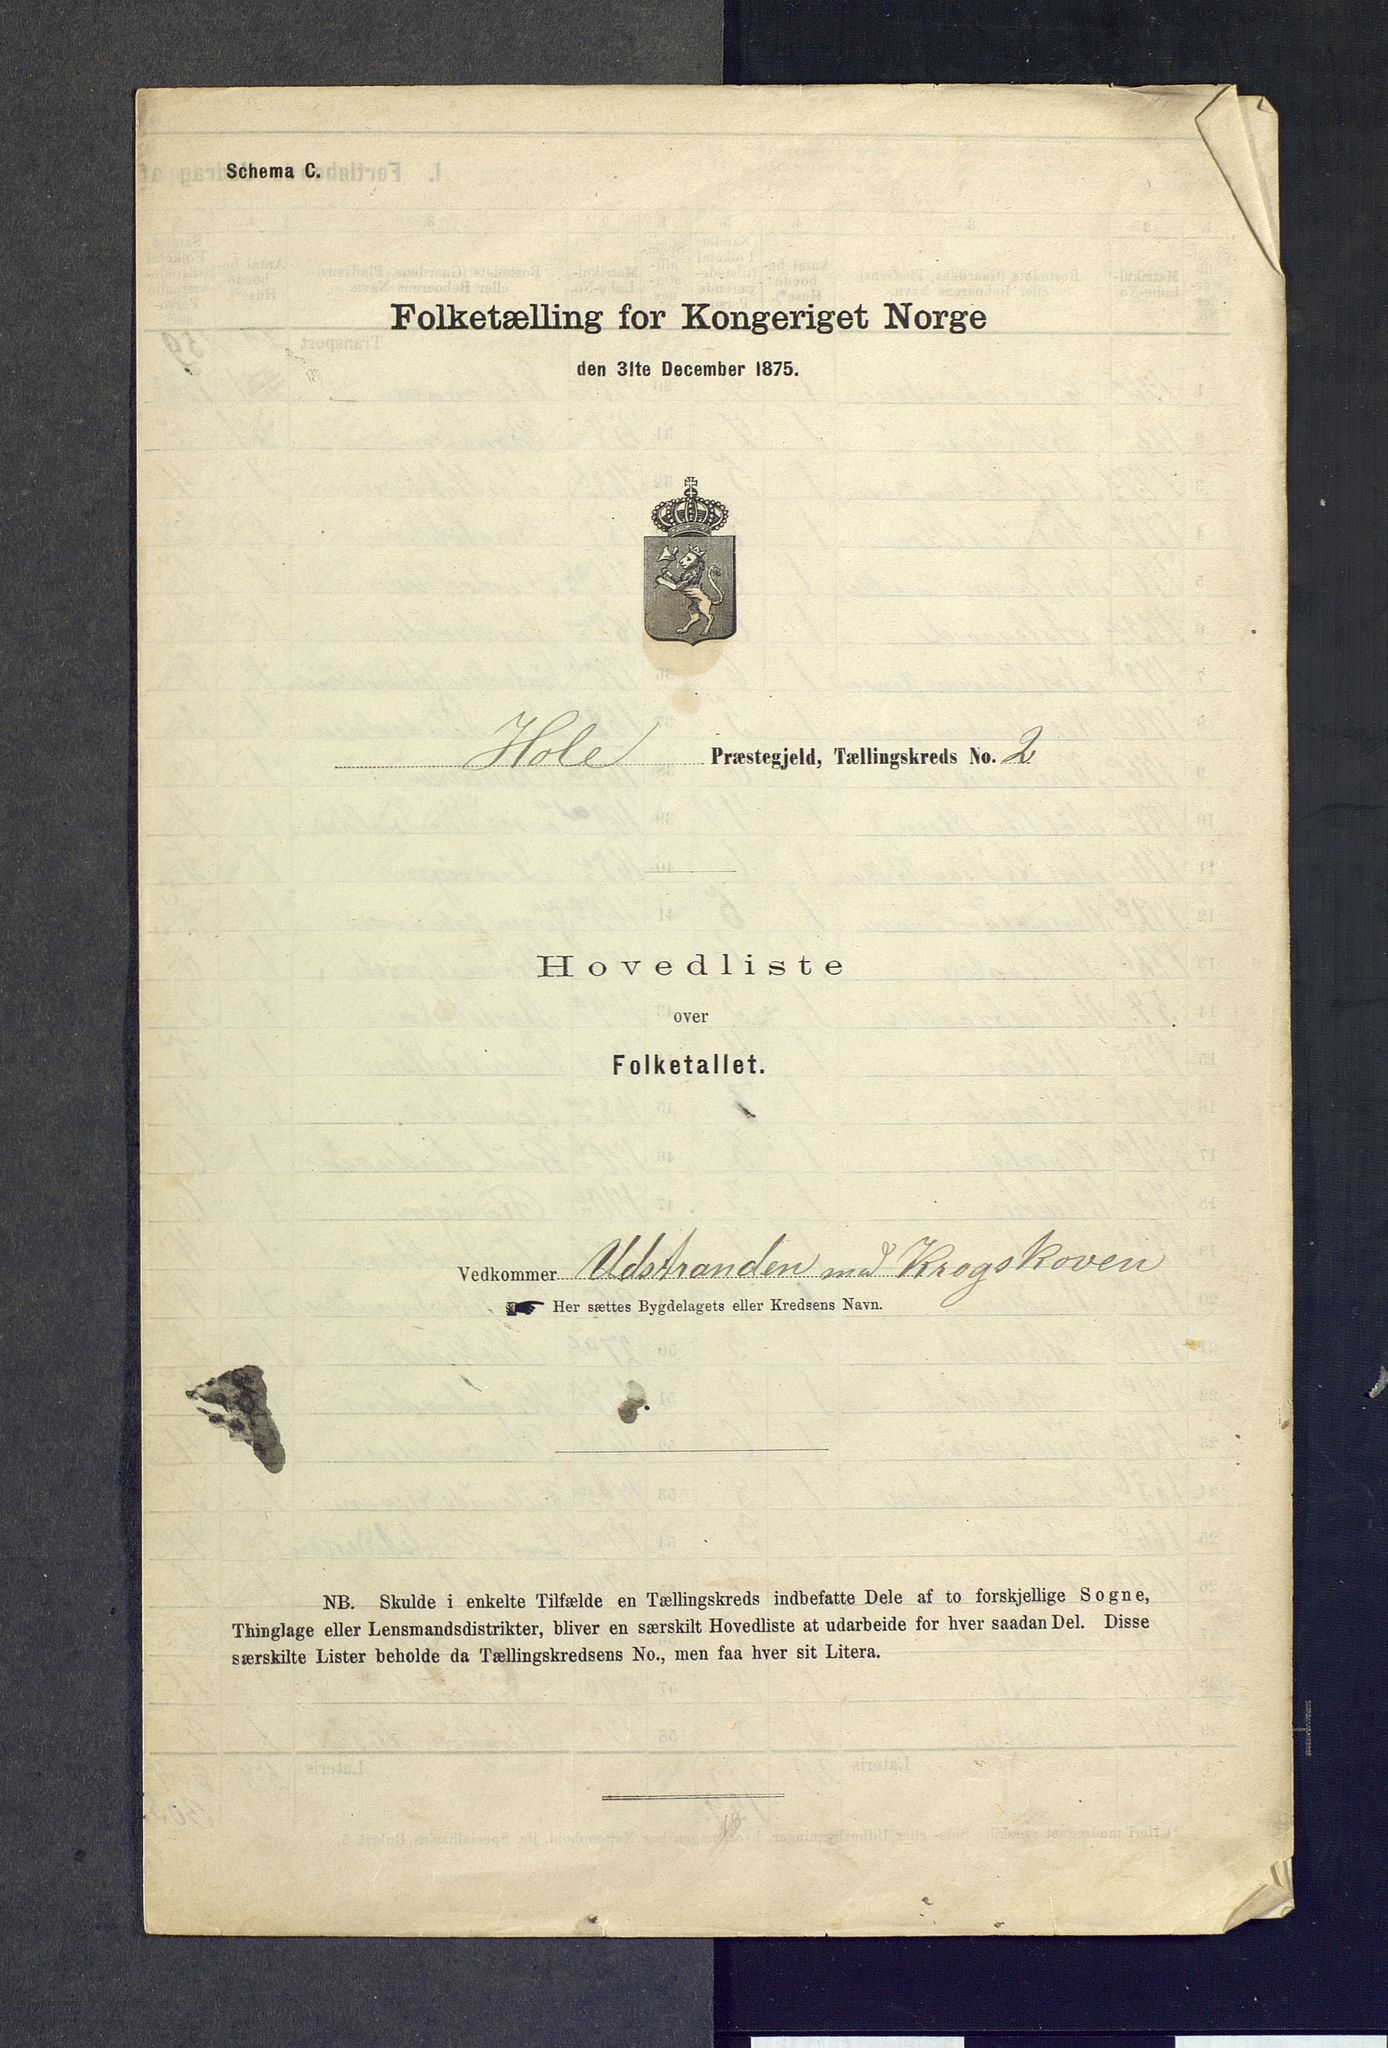 Schema C.
Folketælling for Kongeriget Norge
den 31te December 1875.
Hole Præstegjeld, Tællingskreds No. 2
Hovedliste
over
Folketallet.
Vedkommer Udstranden med Krogskoven
Her sættes Bygdelagets eller Kredsens Navn.
NB. Skulde i enkelte Tilfælde en Tællingskreds indbefatte Dele af to forskjellige Sogne,
Thinglage eller Lensmandsdistrikter, bliver en særskilt Hovedliste at udarbeide for hver saadan Del. Disse
særskilte Lister beholde da Tællingskredsens No., men faa hver sit Litera.